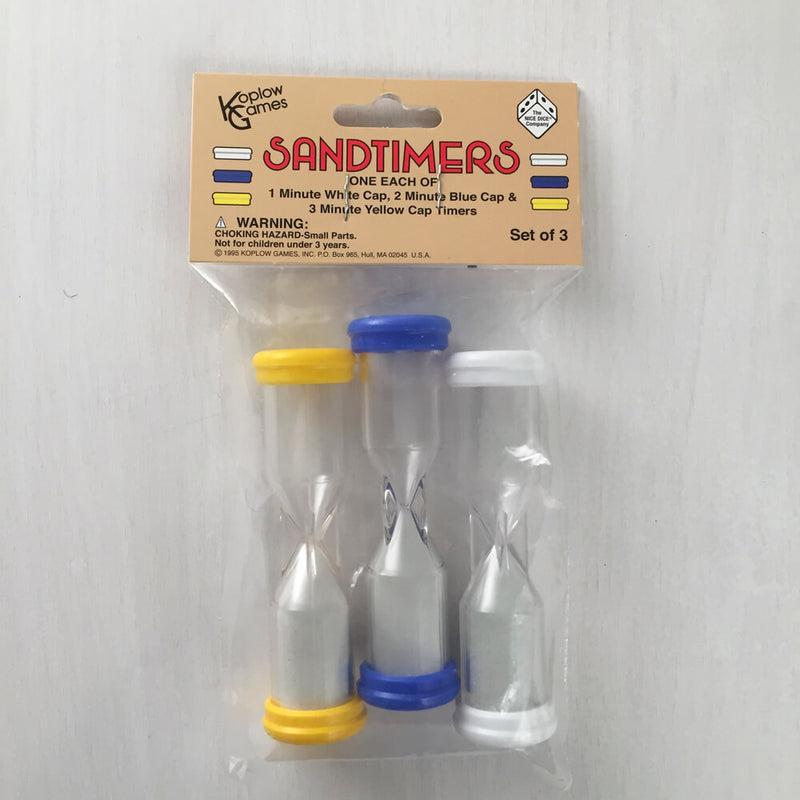 Koplow
Games
The
NICE DICE®
Company
SANDTIMERS
ONE EACH OF
1 Minute White Cap, 2 Minute Blue Cap &
3 Minute Yellow Cap Timers
WARNING:
CHOKING HAZARD-Small Parts.
Not for children under 3 years.
Set of 3
© 1995 KOPLOW GAMES, INC. P.O. Box 965, Hull, MA 02045 U.S.A.